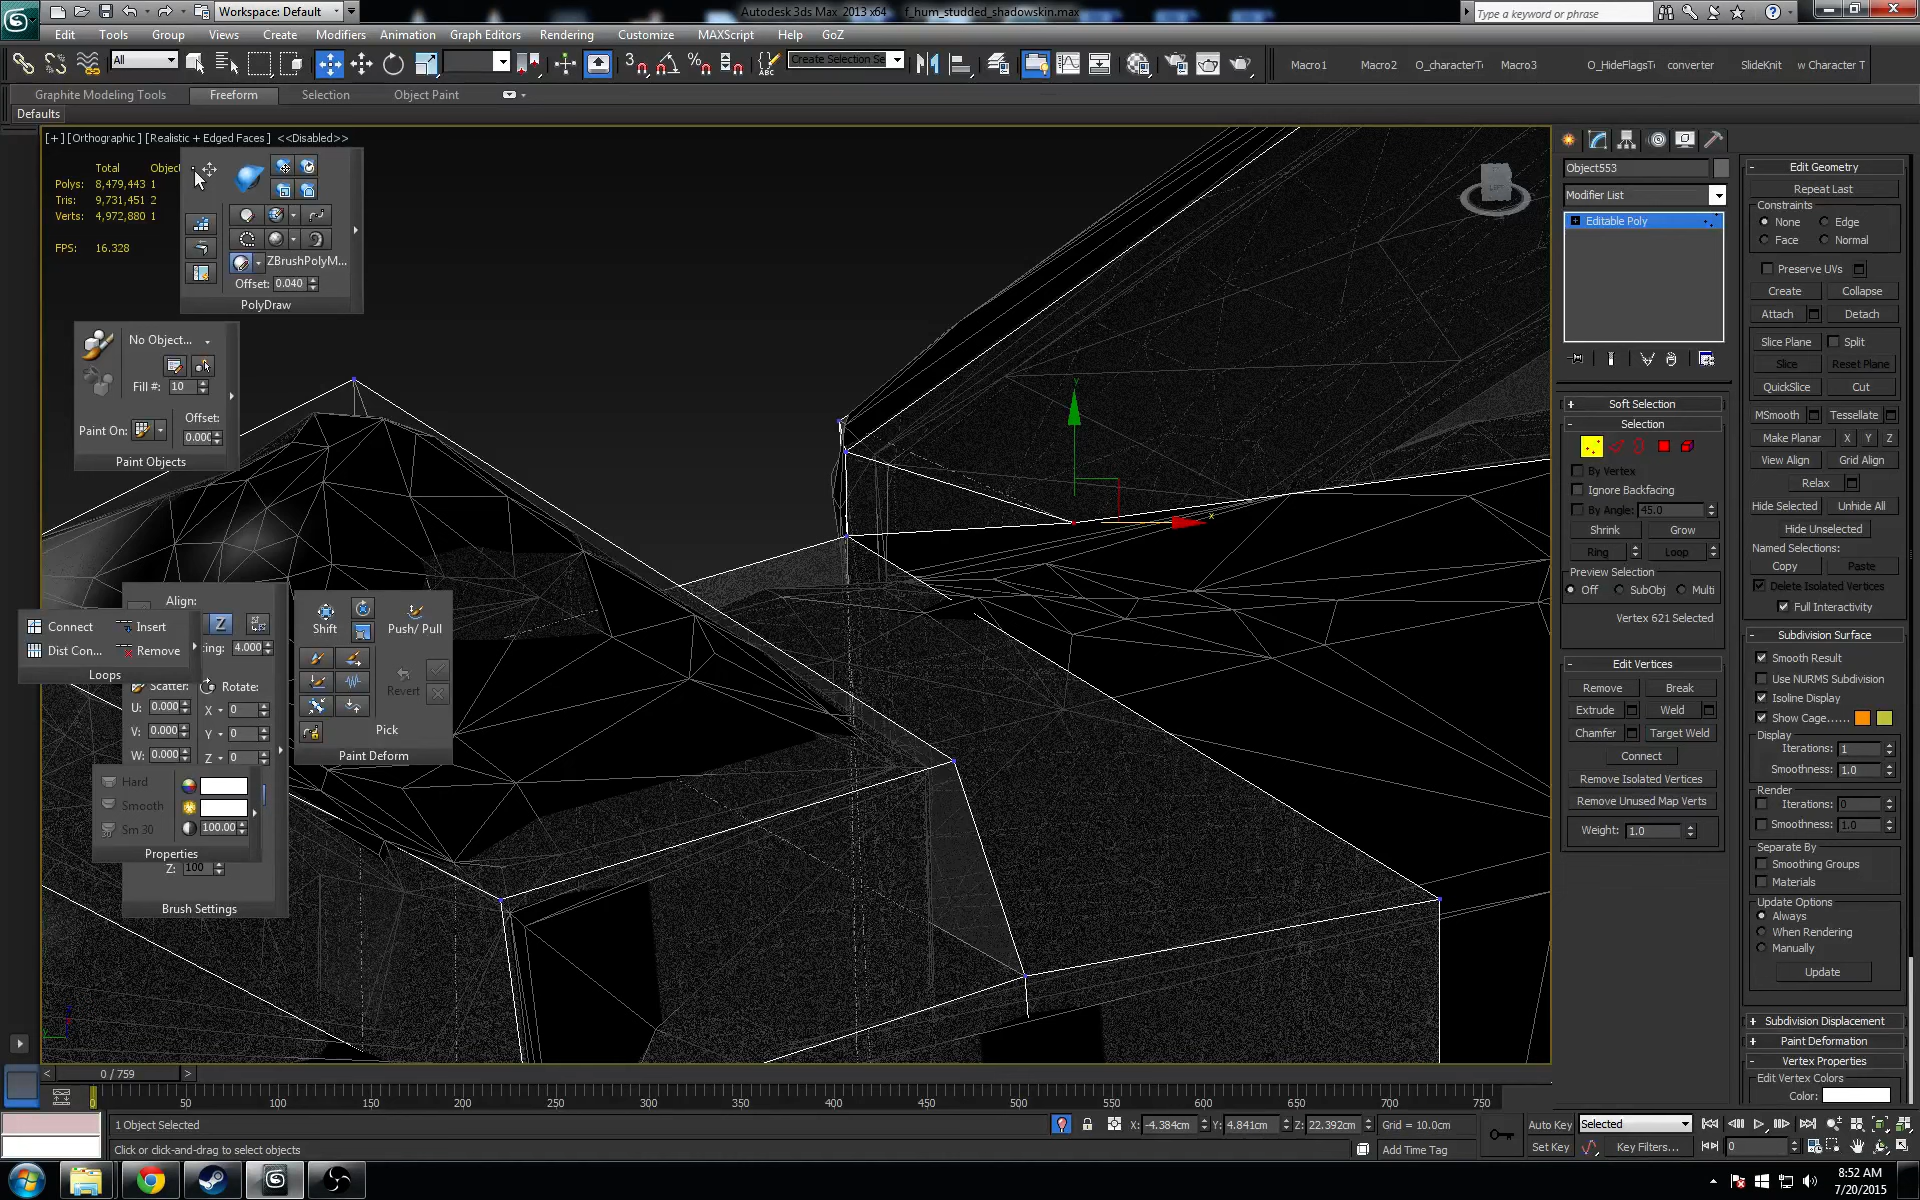 Workspace: Default
Autodesk 3ds Max 2013 x64 f_hum_studded_shadowskin.max
Type a keyword or phrase
Edit Tools Group Views Create Modifiers Animation Graph Editors Rendering Customize MAXScript Help GoZ
All
Create Selection Se
Macro1 Macro2 O_characterTo Macro3 O_HideFlagsTo converter SlideKnit w Character T
Graphite Modeling Tools Freeform Selection Object Paint
Defaults
[+][Orthographic][Realistic + Edged Faces] <<Disabled>>
Total Object
Polys: 8,479,443 1
Tris: 9,731,451 2
Verts: 4,972,880 1
FPS: 16.328
ZBrushPolyM...
Offset: 0.040
PolyDraw
No Object...
Fill #: 10
Offset:
Paint On: 0.000
Paint Objects
Align:
Connect Insert
Z
Dist Con... Remove
cing: 4.000
Loops
Scatter: Rotate:
U: 0.000 X 0
V: 0.000 Y 0
W: 0.000 Z 0
Hard
Smooth
Sm 30 100.00
Properties
Z: 100
Brush Settings
Shift Push/ Pull
Revert
Pick
Paint Deform
LEFT
y
x
Object553
Modifier List
Editable Poly
Soft Selection
Selection
By Vertex
Ignore Backfacing
By Angle: 45.0
Shrink Grow
Ring Loop
Preview Selection
Off SubObj Multi
Vertex 621 Selected
Edit Vertices
Remove Break
Extrude Weld
Chamfer Target Weld
Connect
Remove Isolated Vertices
Remove Unused Map Verts
Weight: 1.0
Edit Geometry
Repeat Last
Constraints
None Edge
Face Normal
Preserve UVs
Create Collapse
Attach Detach
Slice Plane Split
Slice Reset Plane
QuickSlice Cut
MSmooth Tessellate
Make Planar X Y Z
View Align Grid Align
Relax
Hide Selected Unhide All
Hide Unselected
Named Selections:
Copy Paste
Delete Isolated Vertices
Full Interactivity
Subdivision Surface
Smooth Result
Use NURMS Subdivision
Isoline Display
Show Cage......
Display
Iterations: 1
Smoothness: 1.0
Render
Iterations: 0
Smoothness: 1.0
Separate By
Smoothing Groups
Materials
Update Options
Always
When Rendering
Manually
Update
Subdivision Displacement
Paint Deformation
Vertex Properties
Edit Vertex Colors
Color:
< 0 / 759 >
0 50 100 150 200 250 300 350 400 450 500 550 600 650 700 750
1 Object Selected
X: -4.384cm Y: 4.841cm Z: 22.392cm Grid = 10.0cm
Auto Key Selected
Click or click-and-drag to select objects
Add Time Tag
Set Key Key Filters... 0
8:52 AM
7/20/2015